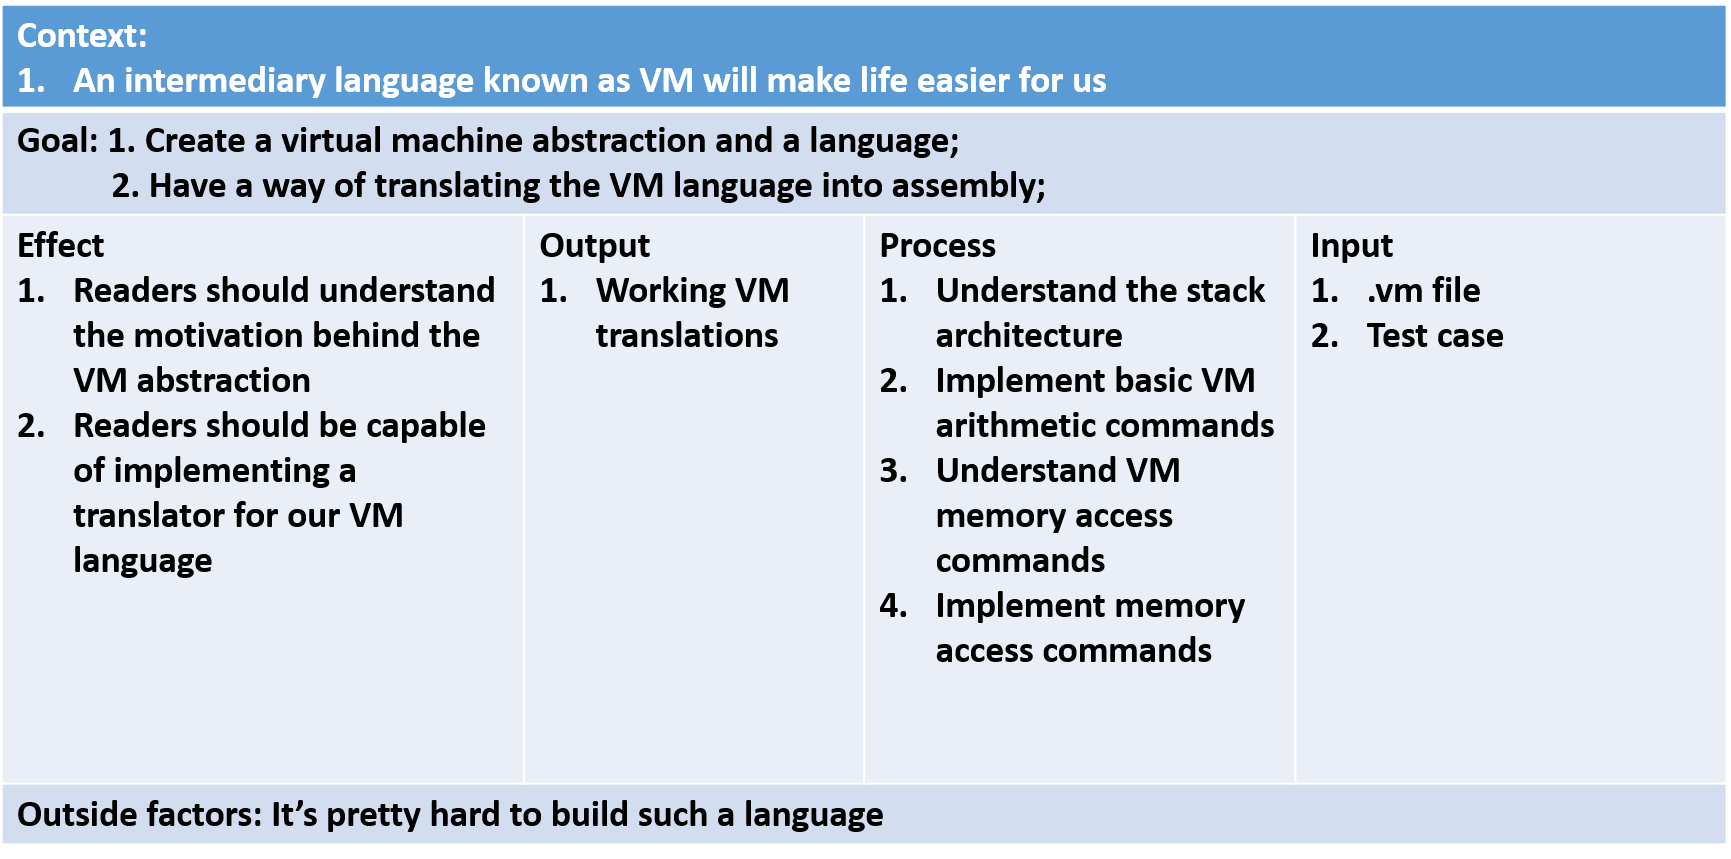 Context:
1. An intermediary language known as VM will make life easier for us
Goal: 1. Create a virtual machine abstraction and a language;
2. Have a way of translating the VM language into assembly;
Effect
1. Readers should understand
the motivation behind the
VM abstraction
2. Readers should be capable
of implementing a
translator for our VM
language
Output
1. Working VM
translations
Process
1. Understand the stack
architecture
2. Implement basic VM
arithmetic commands
3. Understand VM
memory access
commands
4. Implement memory
access commands
Input
1. .vm file
2. Test case
Outside factors: It’s pretty hard to build such a language